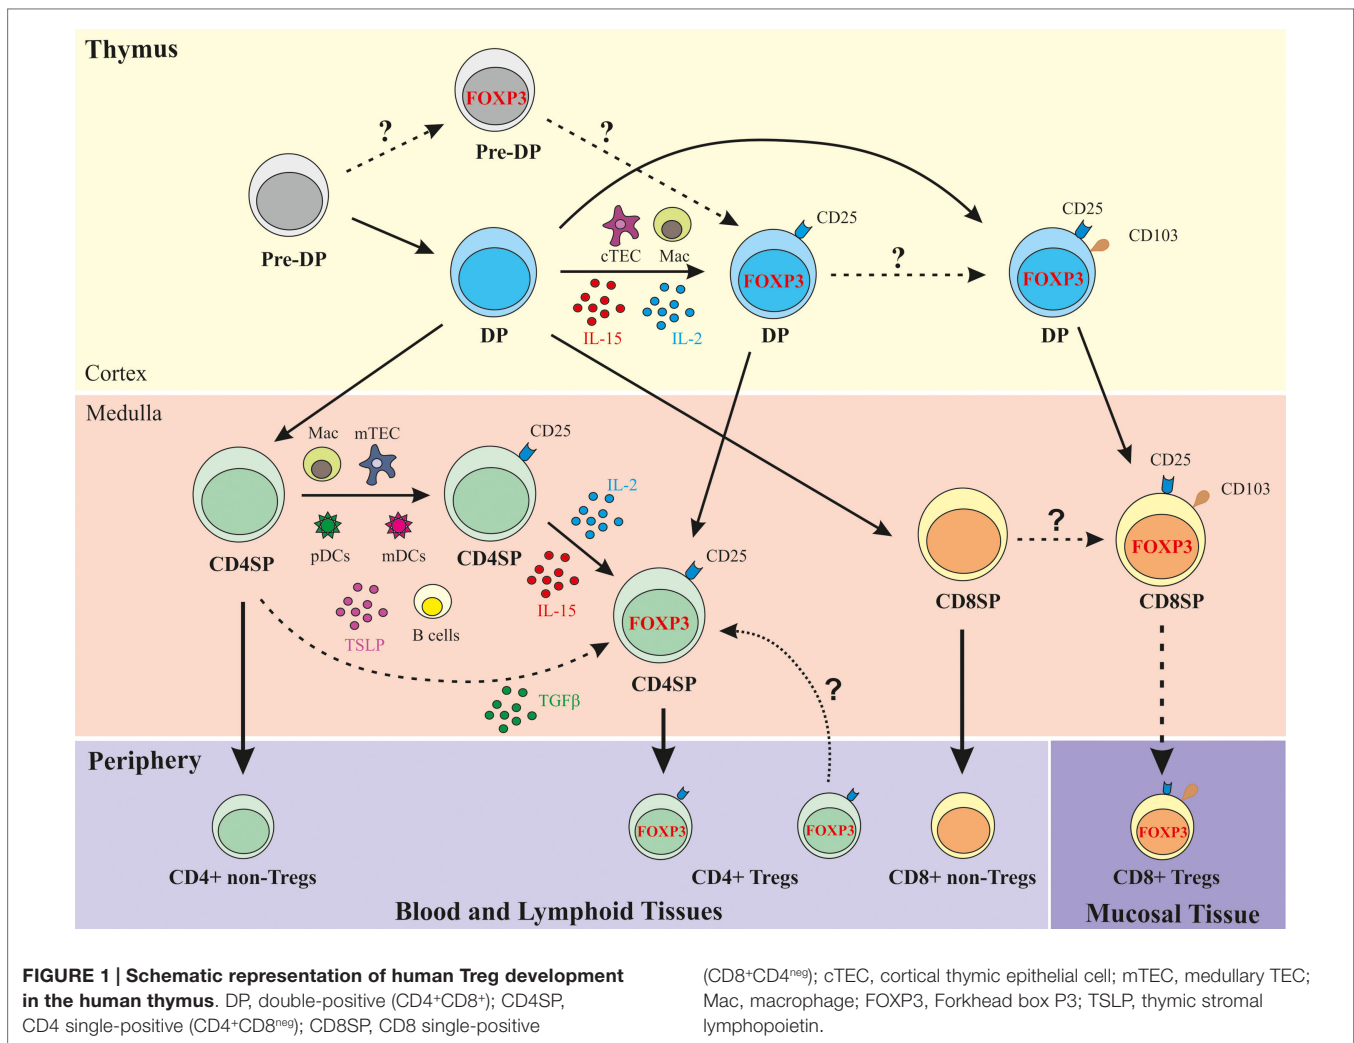 Thymus
FOXP3
?
?
Pre-DP
CD25
CD25
CD103
Pre-DP
cTEC
Mac
?
FOXP3
FOXP3
IL-15
IL-2
DP
DP
DP
Cortex
Medulla
Mac
mTEC
CD25
CD25
IL-2
CD103
?
pDCs
mDCs
CD4SP
CD4SP
CD25
FOXP3
IL-15
CD8SP
CD8SP
TSLP
B cells
FOXP3
CD4SP
TGFβ
?
Periphery
FOXP3
FOXP3
FOXP3
CD4+ non-Tregs
CD4+ Tregs
CD8+ non-Tregs
CD8+ Tregs
Blood and Lymphoid Tissues
Mucosal Tissue
FIGURE 1 | Schematic representation of human Treg development
in the human thymus. DP, double-positive (CD4⁺CD8⁺); CD4SP,
CD4 single-positive (CD4⁺CD8ⁿᵉᵍ); CD8SP, CD8 single-positive
(CD8⁺CD4ⁿᵉᵍ); cTEC, cortical thymic epithelial cell; mTEC, medullary TEC;
Mac, macrophage; FOXP3, Forkhead box P3; TSLP, thymic stromal
lymphopoietin.